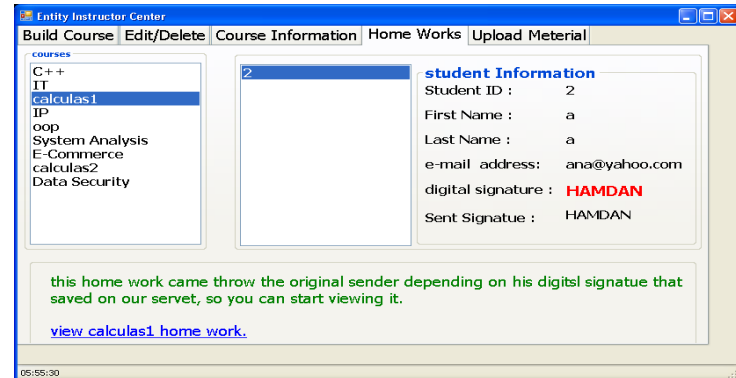 Entity Instructor Center
Build Course Edit/Delete Course Information Home Works Upload Meterial
courses
C++
IT
calculas1
IP
oop
System Analysis
E-Commerce
calculas2
Data Security
2
student Information
Student ID : 2
First Name : a
Last Name : a
e-mail address: ana@yahoo.com
digital signature : HAMDAN
Sent Signatue : HAMDAN
this home work came throw the original sender depending on his digitsl signatue that
saved on our servet, so you can start viewing it.
view calculas1 home work.
05:55:30